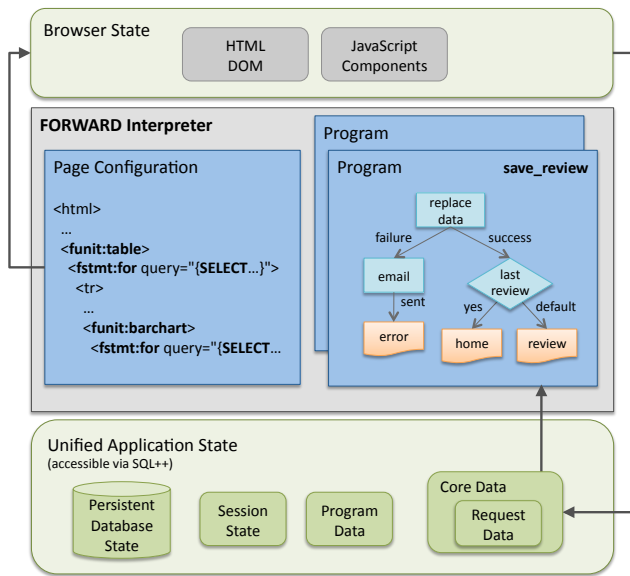 Browser State
HTML
DOM
JavaScript
Components
FORWARD Interpreter
Page Configuration
<html>
...
<funit:table>
<fstmt:for query="{SELECT...}">
<tr>
...
<funit:barchart>
<fstmt:for query="{SELECT...
Program
Program
save_review
replace
data
failure
success
email
last
review
sent
yes
default
error
home
review
Unified Application State
(accessible via SQL++)
Persistent
Database
State
Session
State
Program
Data
Core Data
Request
Data